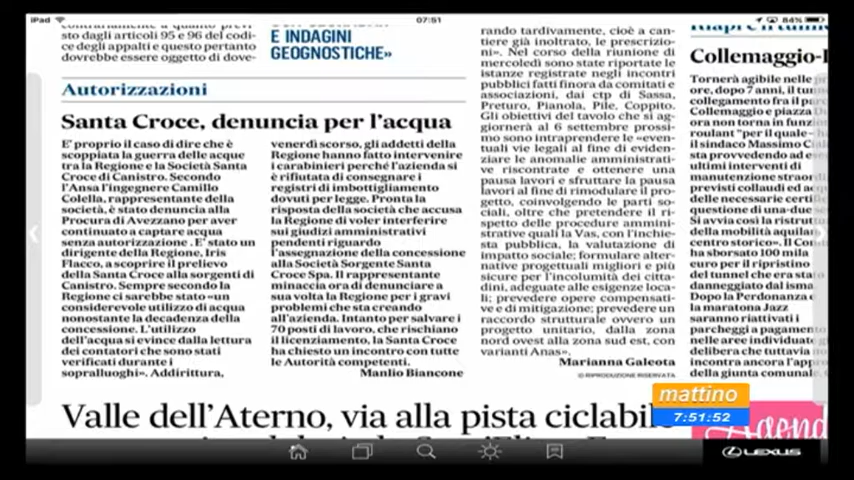 iPad
07:51
84%
sto dagli articoli 95 e 96 del codi-
ce degli appalti e questo pertanto
dovrebbe essere oggetto di dove-
E INDAGINI
GEOGNOSTICHE»
Autorizzazioni
Santa Croce, denuncia per l'acqua
E' proprio il caso di dire che è
scoppiata la guerra delle acque
tra la Regione e la Società Santa
Croce di Canistro. Secondo
l'Ansa l'ingegnere Camillo
Colella, rappresentante della
società, è stato denuncia alla
Procura di Avezzano per aver
continuato a captare acqua
senza autorizzazione . E' stato un
dirigente della Regione, Iris
Flacco, a scoprire il prelievo
della Santa Croce alla sorgenti di
Canistro. Sempre secondo la
Regione ci sarebbe stato «un
considerevole utilizzo di acqua
nonostante la decadenza della
concessione. L'utilizzo
dell'acqua si evince dalla lettura
dei contatori che sono stati
verificati durante i
sopralluoghi». Addirittura,
venerdì scorso, gli addetti della
Regione hanno fatto intervenire
i carabinieri perché l'azienda si
è rifiutata di consegnare i
registri di imbottigliamento
dovuti per legge. Pronta la
risposta della società che accusa
la Regione di voler interferire
sui giudizi amministrativi
pendenti riguardo
l'assegnazione della concessione
alla Società Sorgente Santa
Croce Spa. Il rappresentante
minaccia ora di denunciare a
sua volta la Regione per i gravi
problemi che sta creando
all'azienda. Intanto per salvare i
70 posti di lavoro, che rischiano
il licenziamento, la Santa Croce
ha chiesto un incontro con tutte
le Autorità competenti.
Manlio Biancone
rando tardivamente, cioè a can-
tiere già inoltrato, le prescrizio-
ni». Nel corso della riunione di
mercoledì sono state riportate le
istanze registrate negli incontri
pubblici fatti finora da comitati e
associazioni, dai ctp di Sassa,
Preturo, Pianola, Pile, Coppito.
Gli obiettivi del tavolo che si ag-
giornerà al 6 settembre prossi-
mo sono intraprendere le «even-
tuali vie legali al fine di eviden-
ziare le anomalie amministrati-
ve riscontrate e ottenere una
pausa lavori e sfruttare la pausa
lavori al fine di rimodulare il pro-
getto, coinvolgendo le parti so-
ciali, oltre che pretendere il ri-
spetto delle procedure ammini-
strative quali la Vas, con l'inchie-
sta pubblica, la valutazione di
impatto sociale; formulare alter-
native progettuali migliori e più
sicure per l'incolumità dei citta-
dini, adeguate alle esigenze loca-
li; prevedere opere compensati-
ve e di mitigazione; prevedere un
raccordo strutturale ovvero un
progetto unitario, dalla zona
nord ovest alla zona sud est, con
varianti Anas».
Marianna Galeota
© RIPRODUZIONE RISERVATA
Collemaggio-
Tornerà agibile nelle
ore, dopo 7 anni, il
collegamento fra il
Collemaggio e piazza
ora non torna in
roulant "per il quale -
il sindaco Massimo
sta provvedendo ad
ultimi interventi di
manutenzione
previsti collaudi ed
delle necessarie
questione di una due
Si avvia così la
della mobilità
centro storico». Il
ha sborsato 100 mila
euro per il ripristino
del tunnel che era
danneggiato dal
Dopo la Perdonanza
la maratona Jazz
saranno riattivati i
parcheggi a
nelle aree
delibera che
ancora
della giunta
Valle dell'Aterno, via alla pista ciclabile
mattino
7:51:52
LEXUS